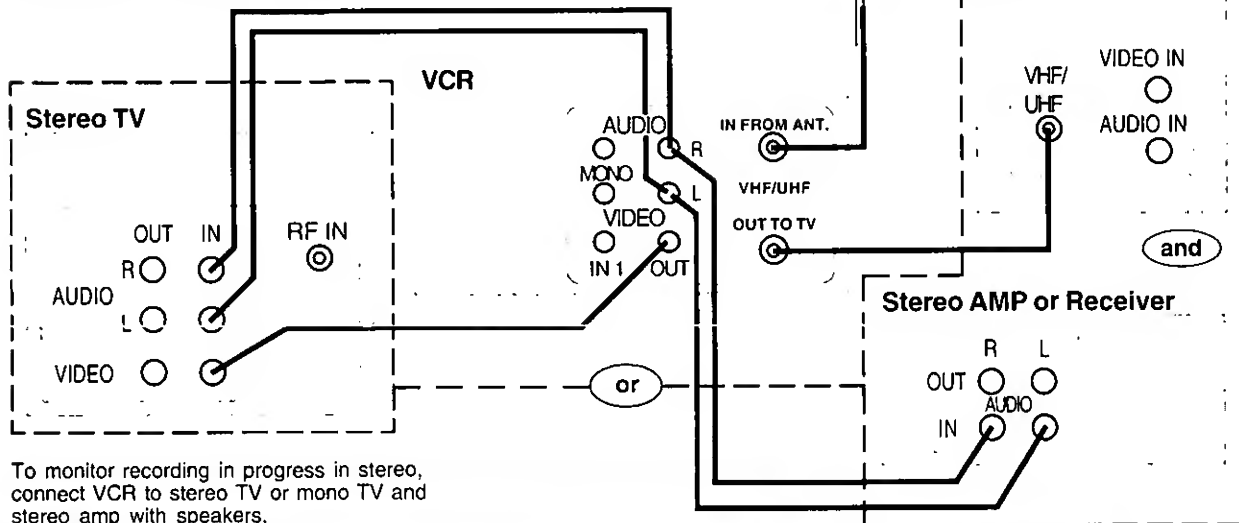 VCR
Stereo TV
OUT IN RF IN
R
AUDIO
L
VIDEO
AUDIO
R
MONO
L
VIDEO
IN 1 OUT
IN FROM ANT.
VHF/UHF
OUT TO TV
VHF/
UHF
VIDEO IN
AUDIO IN
and
or
Stereo AMP or Receiver
R L
OUT
AUDIO
IN
To monitor recording in progress in stereo,
connect VCR to stereo TV or mono TV and
stereo amp with speakers.